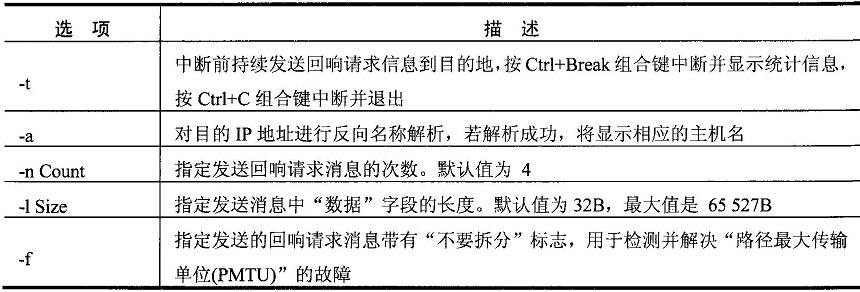 选 项 描 述
-t 中断前持续发送回响请求信息到目的地，按 Ctrl+Break 组合键中断并显示统计信息，
按 Ctrl+C 组合键中断并退出
-a 对目的 IP 地址进行反向名称解析，若解析成功，将显示相应的主机名
-n Count 指定发送回响请求消息的次数。默认值为 4
-l Size 指定发送消息中“数据”字段的长度。默认值为 32B，最大值是 65 527B
-f 指定发送的回响请求消息带有“不要拆分”标志，用于检测并解决“路径最大传输
单位(PMTU)”的故障